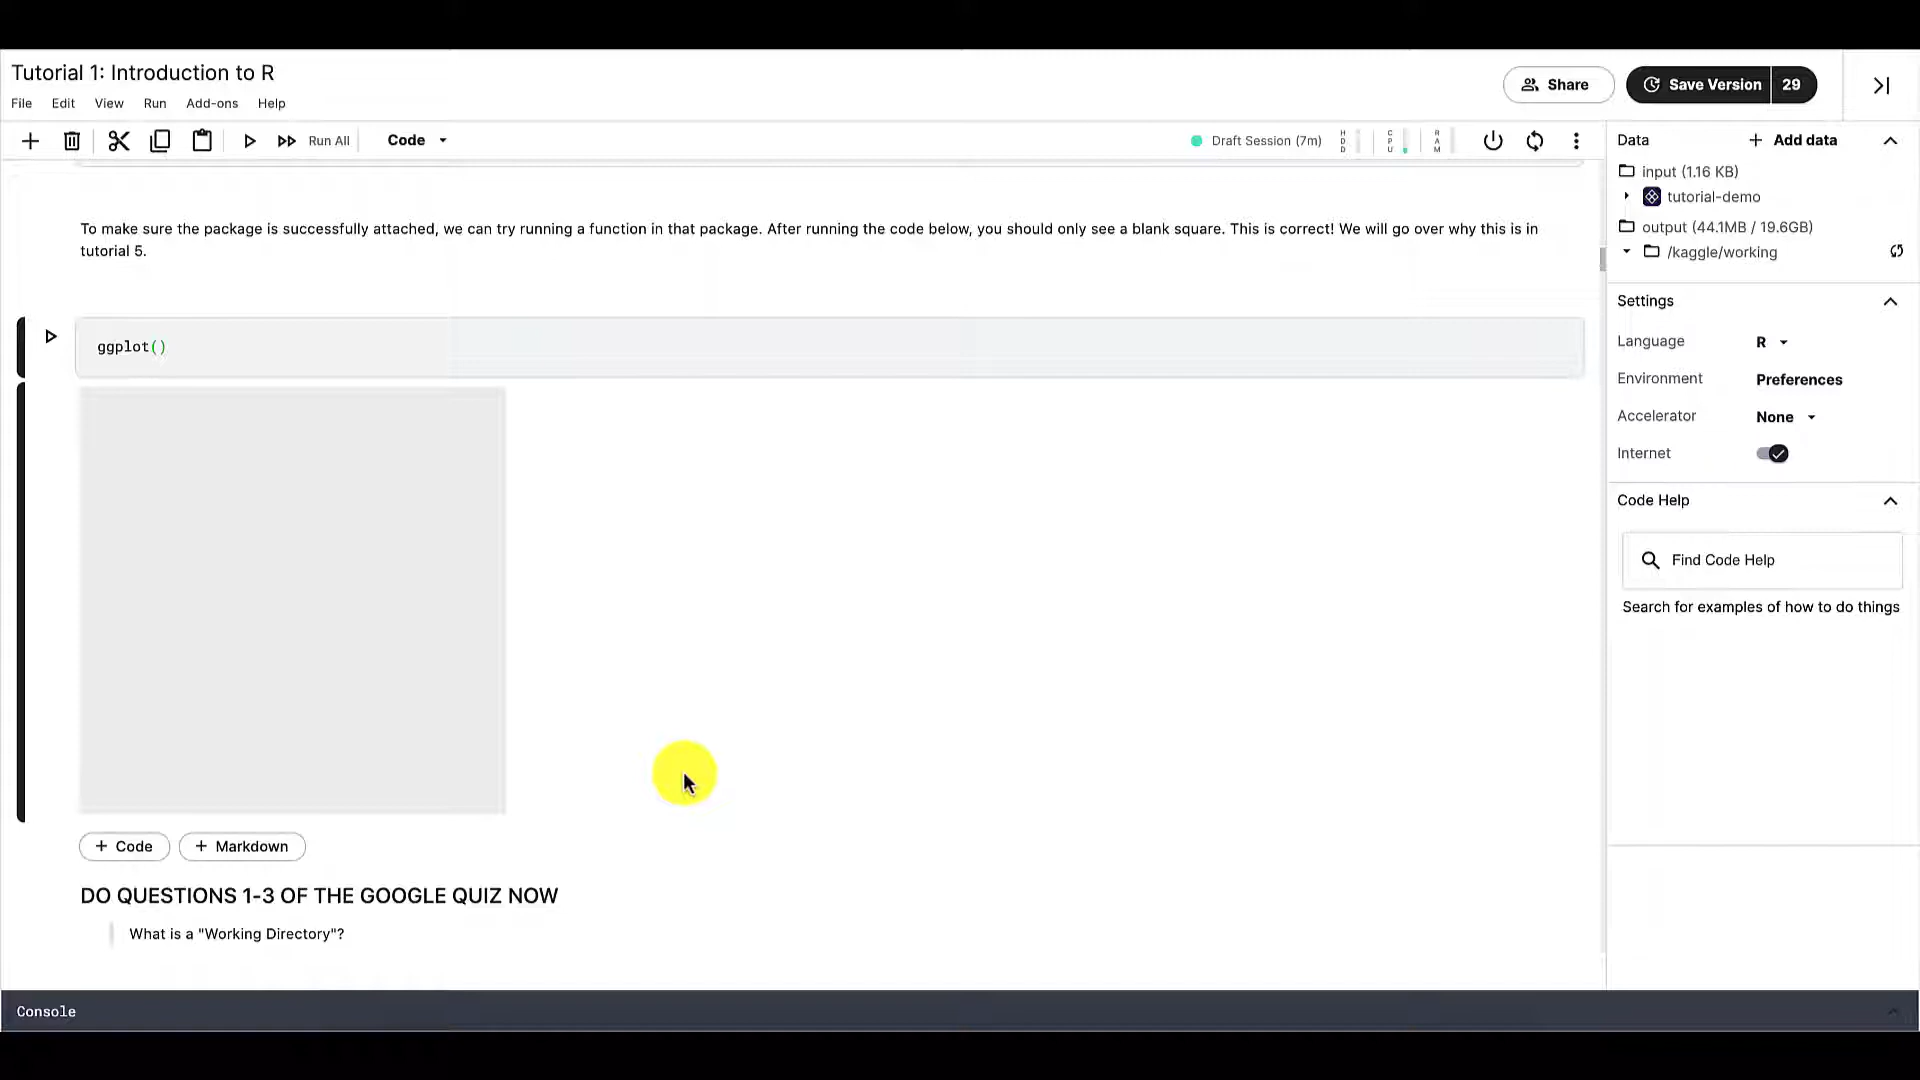 Tutorial 1: Introduction to R
File Edit View Run Add-ons Help
Share
Save Version 29
Run All
Code
Draft Session (7m)
HDD
CPU
RAM
To make sure the package is successfully attached, we can try running a function in that package. After running the code below, you should only see a blank square. This is correct! We will go over why this is in
tutorial 5.
ggplot()
+ Code
+ Markdown
DO QUESTIONS 1-3 OF THE GOOGLE QUIZ NOW
What is a "Working Directory"?
Data
+ Add data
input (1.16 KB)
tutorial-demo
output (44.1MB / 19.6GB)
/kaggle/working
Settings
Language R
Environment Preferences
Accelerator None
Internet
Code Help
Find Code Help
Search for examples of how to do things
Console